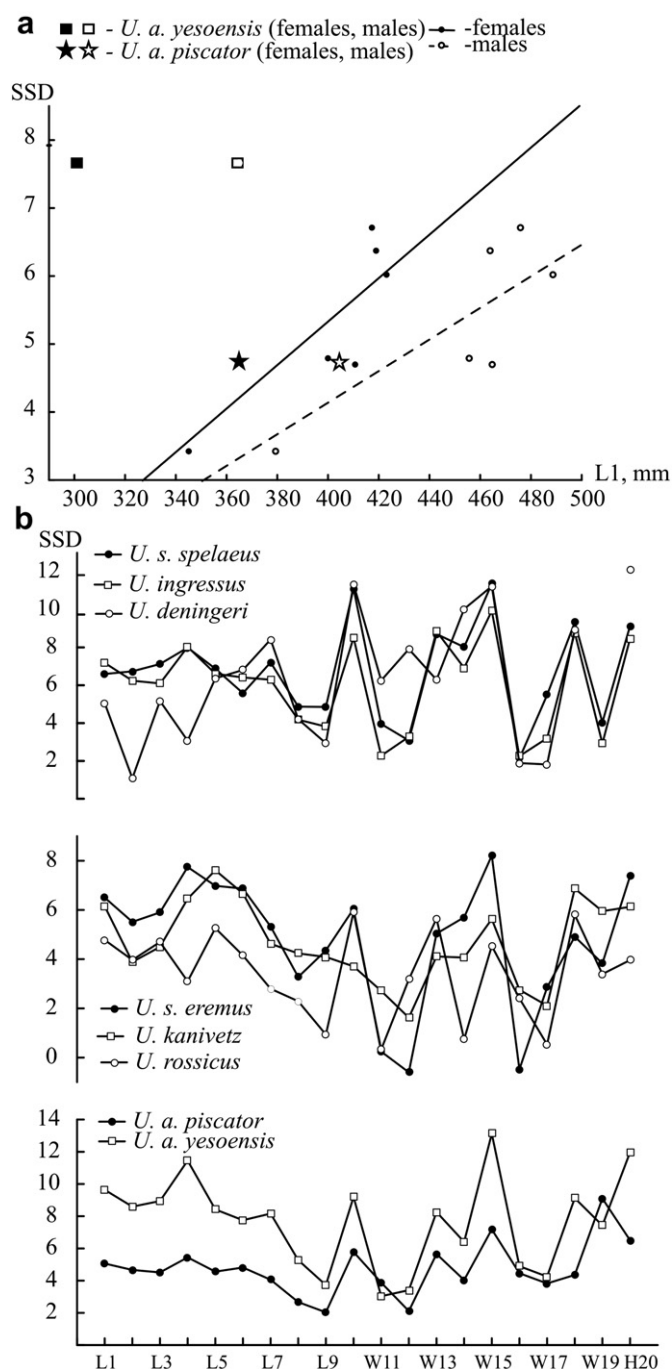 a
- U. a. yesoensis (females, males) -females
- U. a. piscator (females, males) -males
SSD
8
7
6
5
4
3
300 320 340 360 380 400 420 440 460 480 500
L1, mm
b
SSD
12
10
8
6
4
2
U. s. spelaeus
U. ingressus
U. deningeri
8
6
4
2
0
U. s. eremus
U. kanivetz
U. rossicus
14
12
10
8
6
4
2
U. a. piscator
U. a. yesoensis
L1 L3 L5 L7 L9 W11 W13 W15 W17 W19 H20